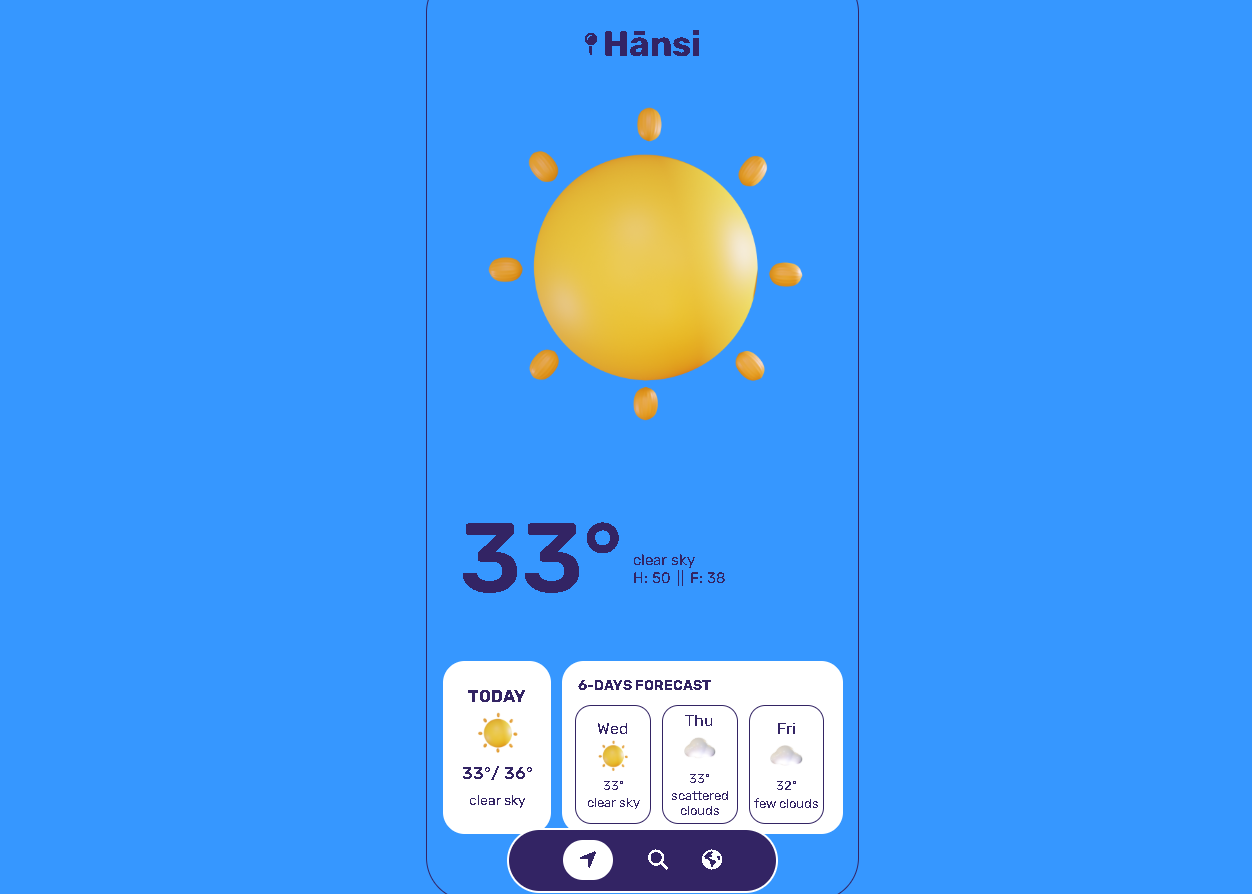 Hānsi
33°
clear sky
H: 50 || F: 38
TODAY
33°/ 36°
clear sky
6-DAYS FORECAST
Wed
33°
clear sky
Thu
33°
scattered
clouds
Fri
32°
few clouds